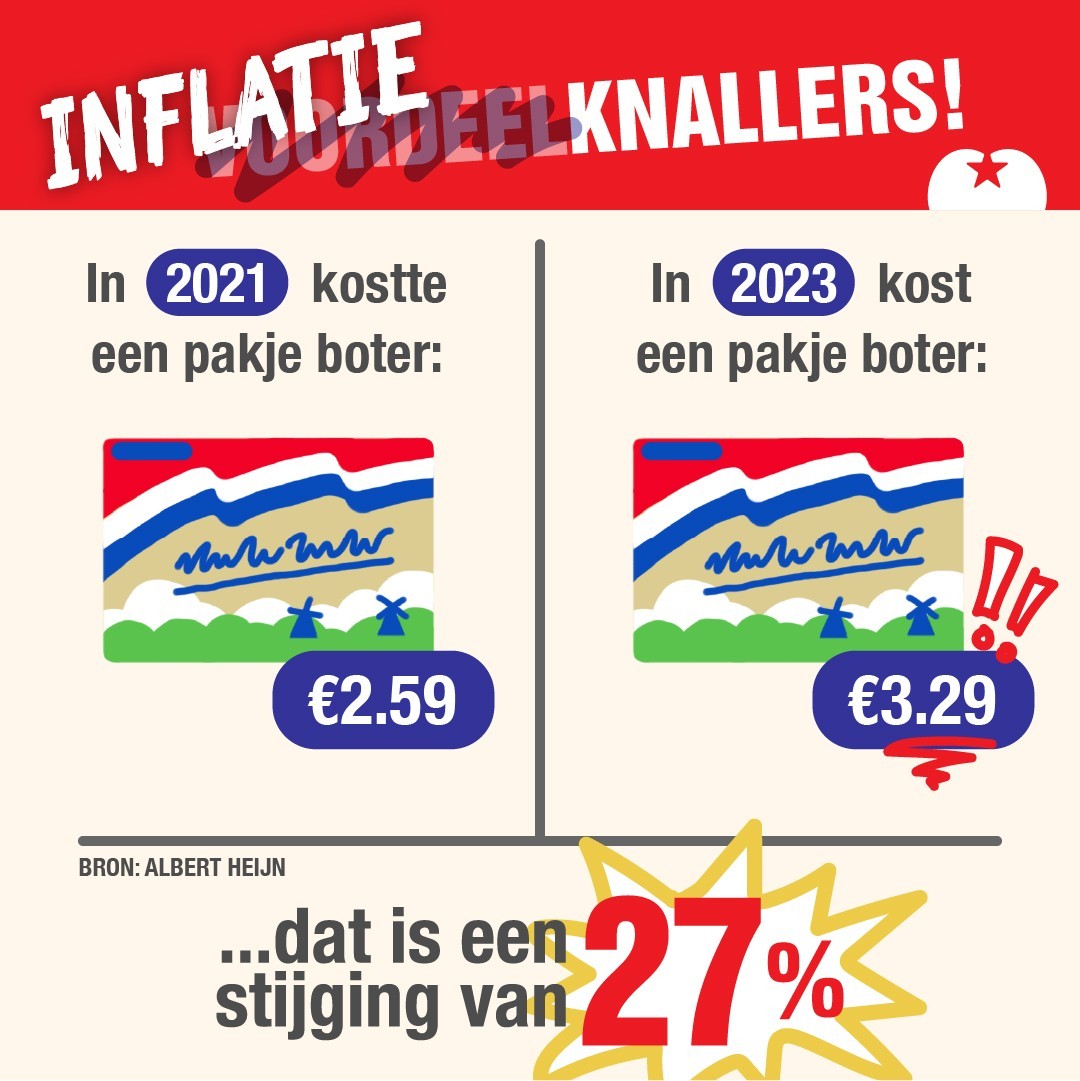 INFLATIE
VOORDEELKNALLERS!
In 2021 kostte
een pakje boter:
€2.59
In 2023 kost
een pakje boter:
€3.29
!!
BRON: ALBERT HEIJN
...dat is een
stijging van
27%